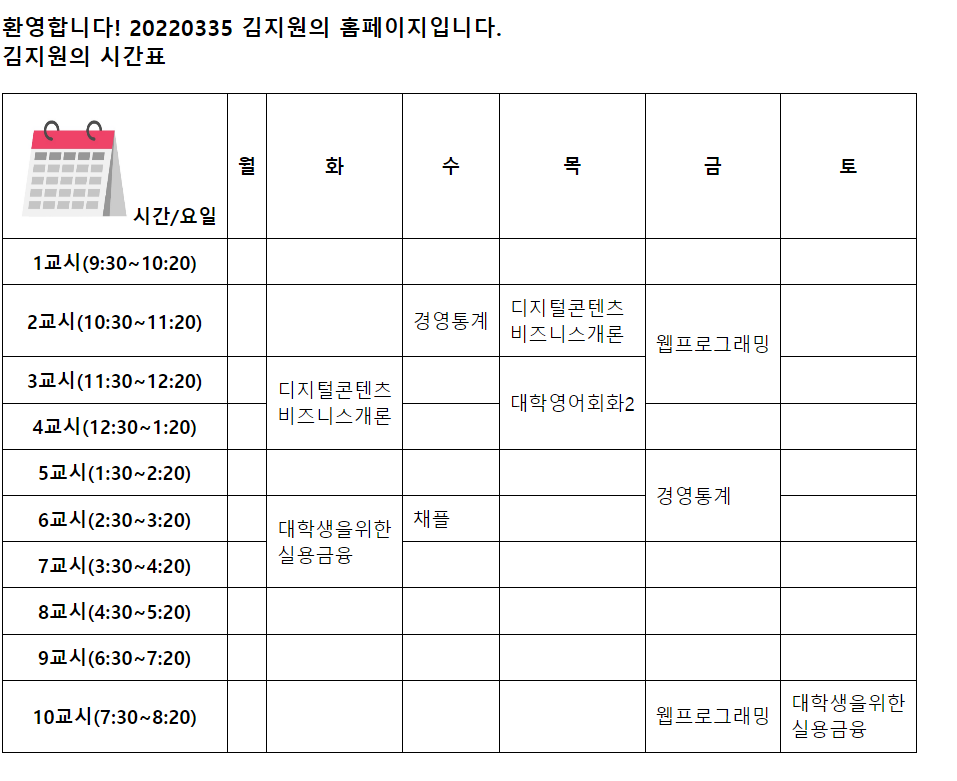 환영합니다! 20220335 김지원의 홈페이지입니다.
김지원의 시간표
시간/요일 월 화 수 목 금 토
1교시(9:30~10:20)
2교시(10:30~11:20) 경영통계 디지털콘텐츠
비즈니스개론
웹프로그래밍
3교시(11:30~12:20) 디지털콘텐츠
비즈니스개론
대학영어회화2
4교시(12:30~1:20)
5교시(1:30~2:20) 경영통계
6교시(2:30~3:20) 대학생을위한
실용금융
채플
7교시(3:30~4:20)
8교시(4:30~5:20)
9교시(6:30~7:20)
10교시(7:30~8:20) 웹프로그래밍 대학생을위한
실용금융